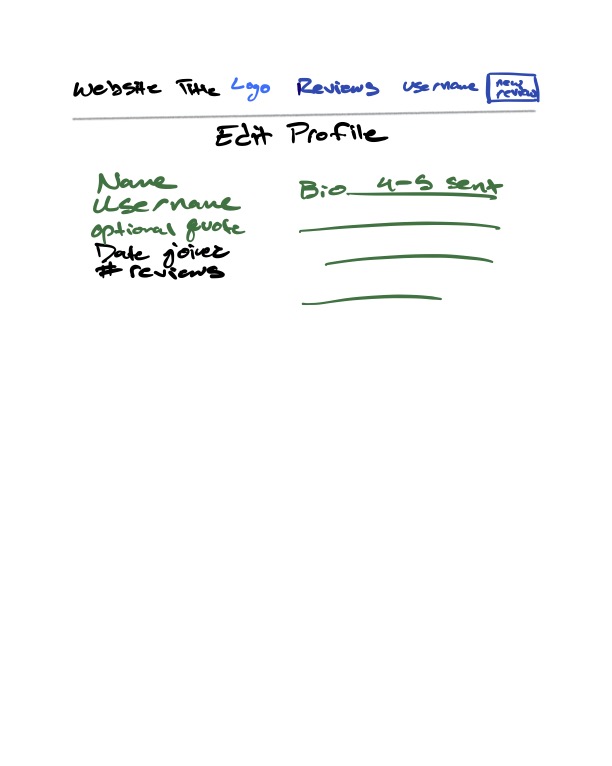 Website Title Logo Reviews username new review
Edit Profile
Name
Username
optional quote
Date joined
# reviews
Bio 4-5 sent